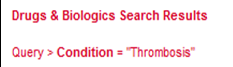 Drugs & Biologics Search Results
Query > Condition = "Thrombosis"